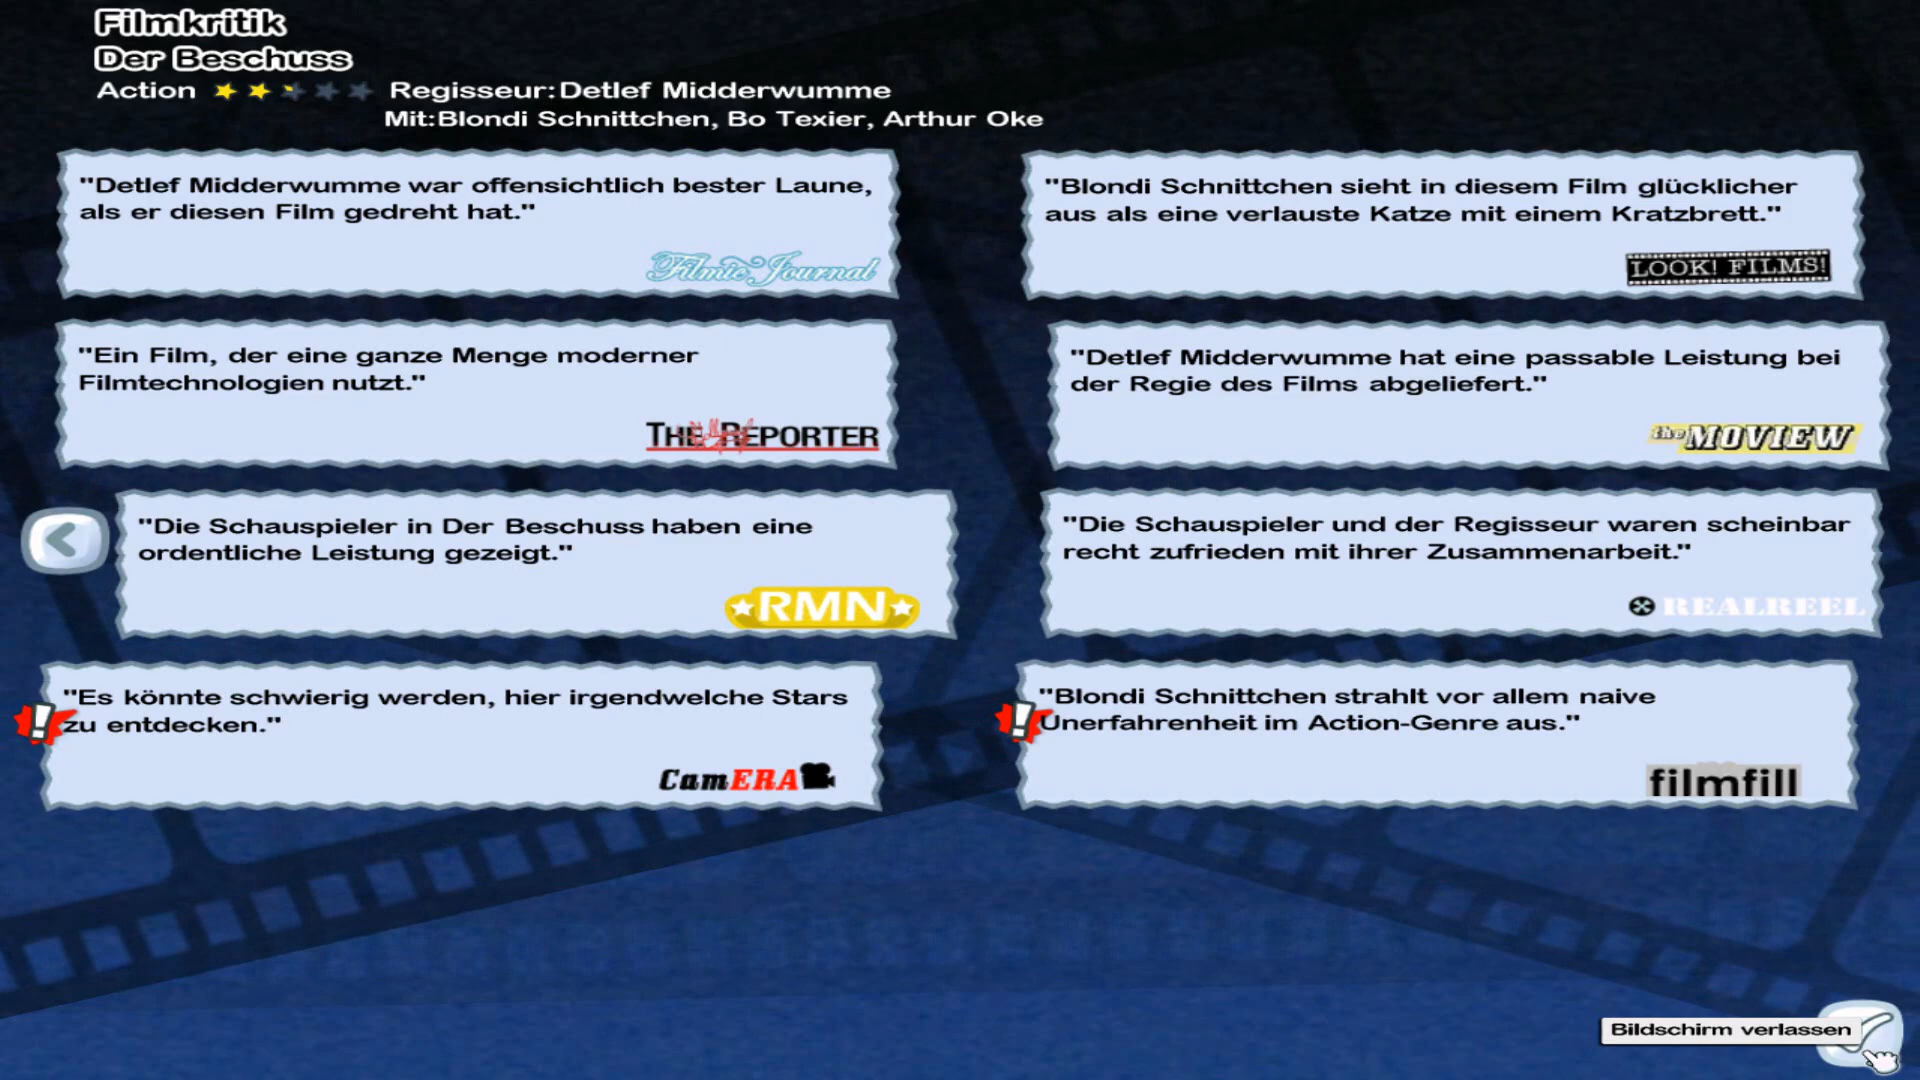 Filmkritik
Der Beschuss
Action
Regisseur:Detlef Midderwumme
Mit:Blondi Schnittchen, Bo Texier, Arthur Oke
"Detlef Midderwumme war offensichtlich bester Laune,
als er diesen Film gedreht hat."
Filmic Journal
"Blondi Schnittchen sieht in diesem Film glücklicher
aus als eine verlauste Katze mit einem Kratzbrett."
LOOK! FILMS!
"Ein Film, der eine ganze Menge moderner
Filmtechnologien nutzt."
THE REPORTER
"Detlef Midderwumme hat eine passable Leistung bei
der Regie des Films abgeliefert."
the MOVIEW
"Die Schauspieler in Der Beschuss haben eine
ordentliche Leistung gezeigt."
RMN
"Die Schauspieler und der Regisseur waren scheinbar
recht zufrieden mit ihrer Zusammenarbeit."
REALREEL
"Es könnte schwierig werden, hier irgendwelche Stars
zu entdecken."
CamERA
"Blondi Schnittchen strahlt vor allem naive
Unerfahrenheit im Action-Genre aus."
filmfill
Bildschirm verlassen